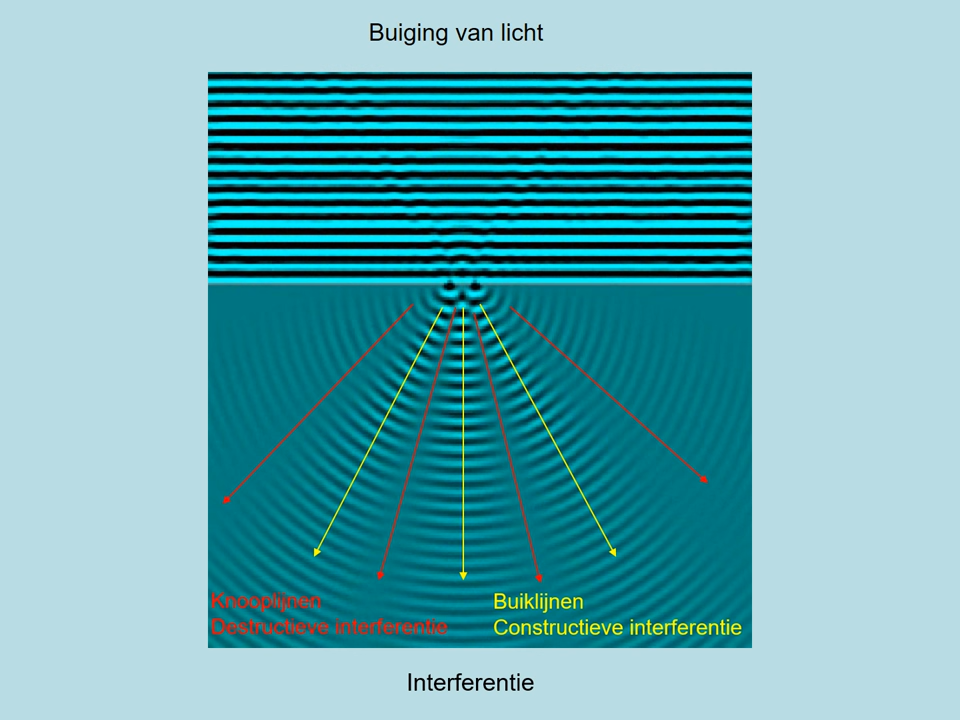 Buiging van licht
Knooplijnen
Destructieve interferentie
Buiklijnen
Constructieve interferentie
Interferentie